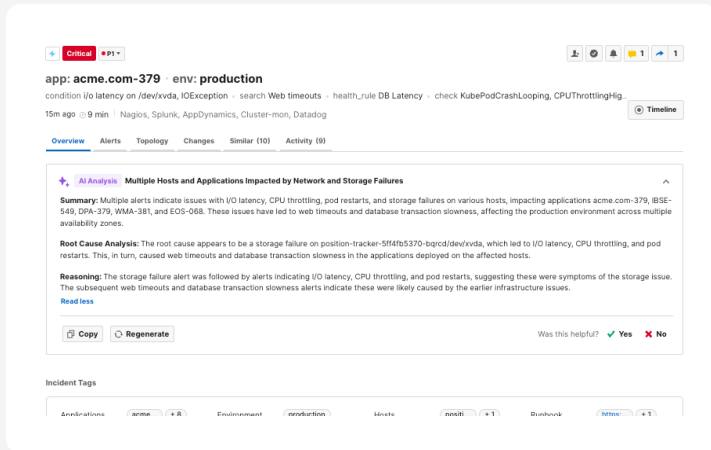 Critical P1
1 1
app: acme.com-379 · env: production
condition i/o latency on /dev/xvda, IOException - search Web timeouts - health_rule DB Latency - check KubePodCrashLooping, CPUThrottlingHig...
15m ago 9 min Nagios, Splunk, AppDynamics, Cluster-mon, Datadog
Timeline
Overview Alerts Topology Changes Similar (10) Activity (9)
AI Analysis Multiple Hosts and Applications Impacted by Network and Storage Failures
Summary: Multiple alerts indicate issues with I/O latency, CPU throttling, pod restarts, and storage failures on various hosts, impacting applications acme.com-379, IBSE-
549, DPA-379, WMA-381, and EOS-068. These issues have led to web timeouts and database transaction slowness, affecting the production environment across multiple
availability zones.
Root Cause Analysis: The root cause appears to be a storage failure on position-tracker-5ff4fb5370-bqrcd/dev/xvda, which led to I/O latency, CPU throttling, and pod
restarts. This, in turn, caused web timeouts and database transaction slowness in the applications deployed on the affected hosts.
Reasoning: The storage failure alert was followed by alerts indicating I/O latency, CPU throttling, and pod restarts, suggesting these were symptoms of the storage issue.
The subsequent web timeouts and database transaction slowness alerts indicate these were likely caused by the earlier infrastructure issues.
Read less
Copy Regenerate Was this helpful? Yes No
Incident Tags
Applications acme... + 8 Environment production Hosts positi... + 1 Runbook https:... + 1